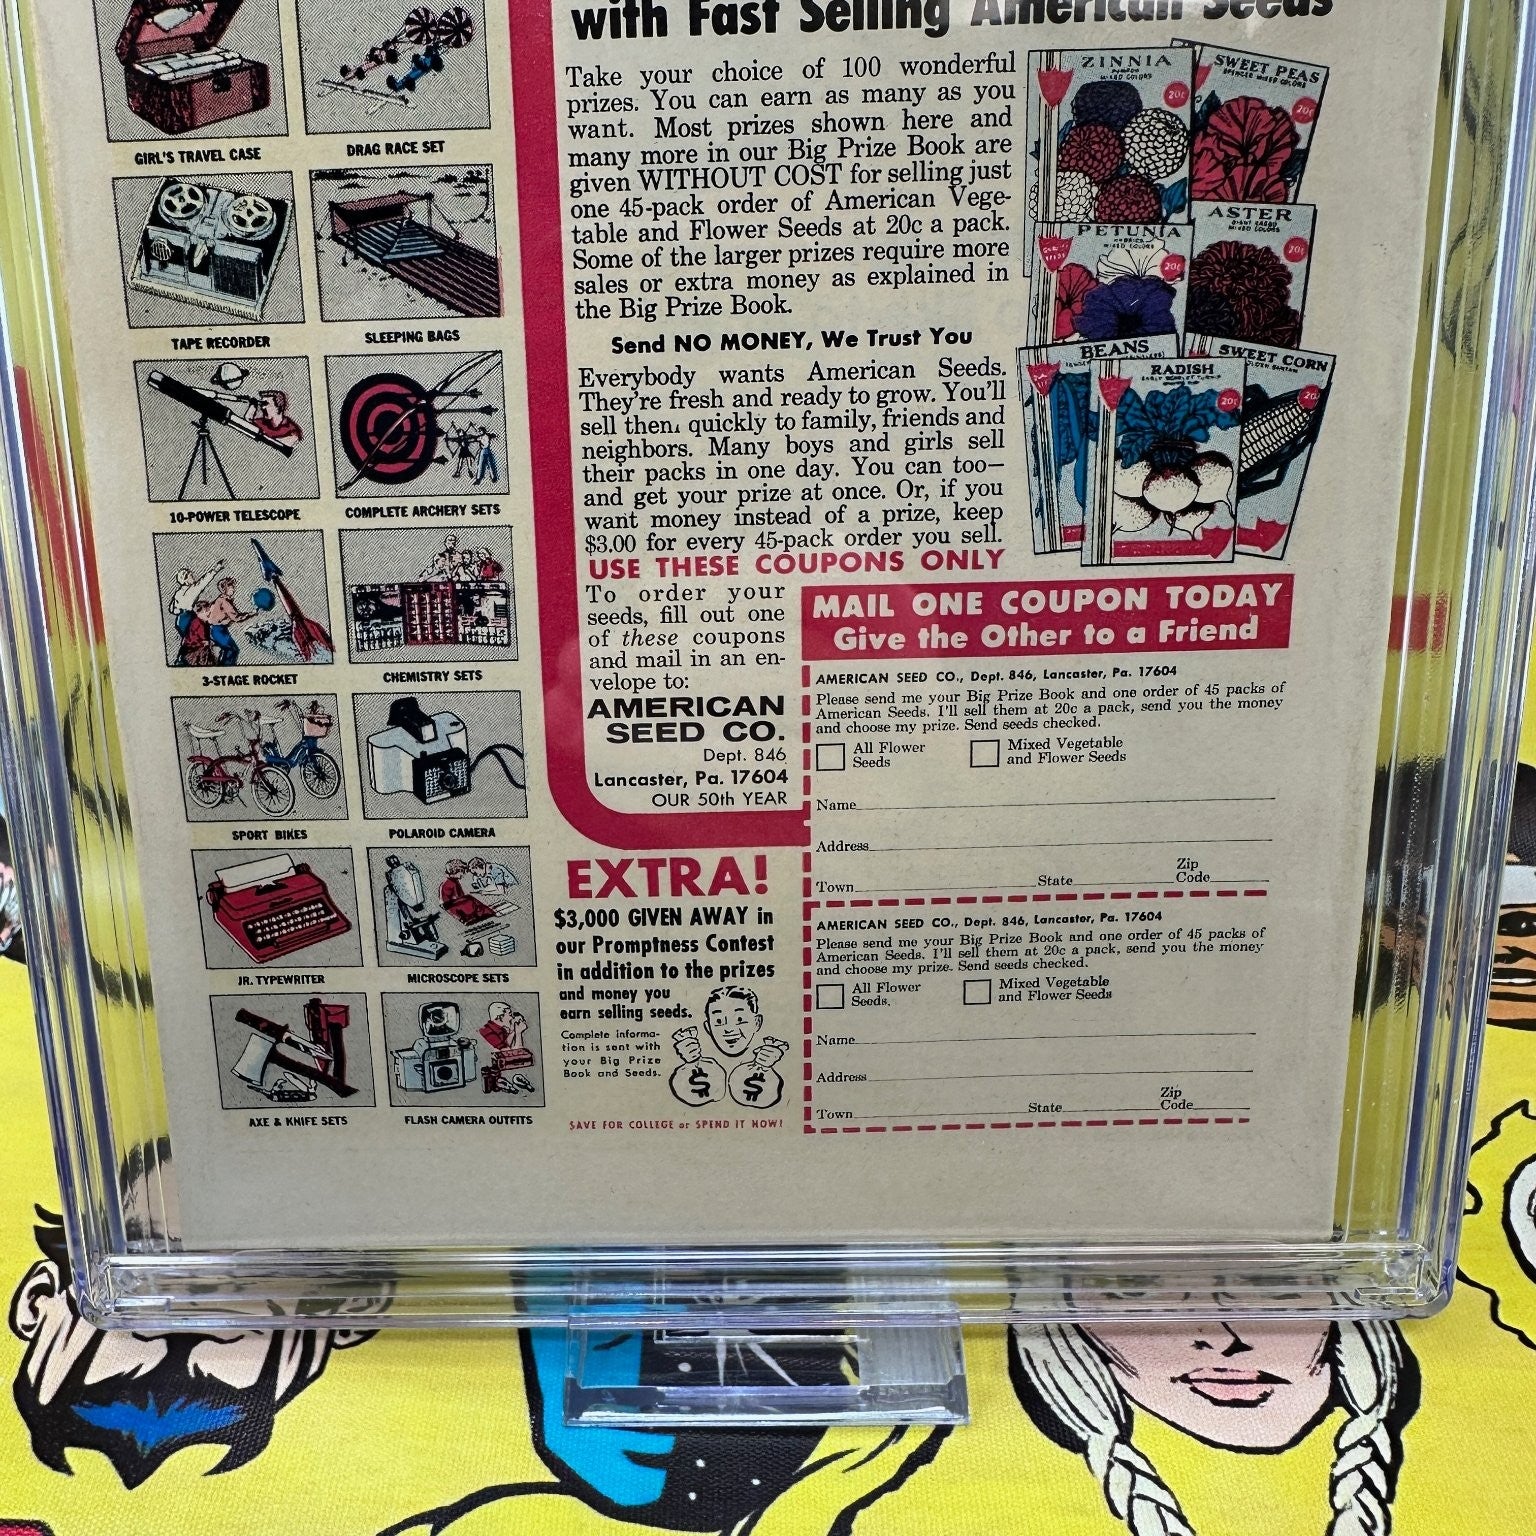 with Fast Selling American Seeds
Take your choice of 100 wonderful
prizes. You can earn as many as you
want. Most prizes shown here and
many more in our Big Prize Book are
given WITHOUT COST for selling just
one 45-pack order of American Vege-
table and Flower Seeds at 20c a pack.
Some of the larger prizes require more
sales or extra money as explained in
the Big Prize Book.
Send NO MONEY, We Trust You
Everybody wants American Seeds.
They're fresh and ready to grow. You'll
sell them quickly to family, friends and
neighbors. Many boys and girls sell
their packs in one day. You can too—
and get your prize at once. Or, if you
want money instead of a prize, keep
$3.00 for every 45-pack order you sell.
USE THESE COUPONS ONLY
To order your
seeds, fill out one
of these coupons
and mail in an en-
velope to:
AMERICAN
SEED CO.
Dept. 846
Lancaster, Pa. 17604
OUR 50th YEAR
ZINNIA
MIXED COLORS
20¢
SWEET PEAS
SPENCER MIXED COLORS
20¢
PETUNIA
MIXED COLORS
20¢
ASTER
MIXED COLORS
20¢
BEANS
RADISH
20¢
SWEET CORN
20¢
GIRL'S TRAVEL CASE
DRAG RACE SET
TAPE RECORDER
SLEEPING BAGS
10-POWER TELESCOPE
COMPLETE ARCHERY SETS
3-STAGE ROCKET
CHEMISTRY SETS
SPORT BIKES
POLAROID CAMERA
JR. TYPEWRITER
MICROSCOPE SETS
AXE & KNIFE SETS
FLASH CAMERA OUTFITS
EXTRA!
$3,000 GIVEN AWAY in
our Promptness Contest
in addition to the prizes
and money you
earn selling seeds.
Complete informa-
tion is sent with
your Big Prize
Book and Seeds.
$ $
SAVE FOR COLLEGE or SPEND IT NOW!
MAIL ONE COUPON TODAY
Give the Other to a Friend
AMERICAN SEED CO., Dept. 846, Lancaster, Pa. 17604
Please send me your Big Prize Book and one order of 45 packs of
American Seeds. I'll sell them at 20c a pack, send you the money
and choose my prize. Send seeds checked.
All Flower
Seeds
Mixed Vegetable
and Flower Seeds
Name
Address
Town State Zip Code
AMERICAN SEED CO., Dept. 846, Lancaster, Pa. 17604
Please send me your Big Prize Book and one order of 45 packs of
American Seeds. I'll sell them at 20c a pack, send you the money
and choose my prize. Send seeds checked.
All Flower
Seeds.
Mixed Vegetable
and Flower Seeds
Name
Address
Town State Zip Code